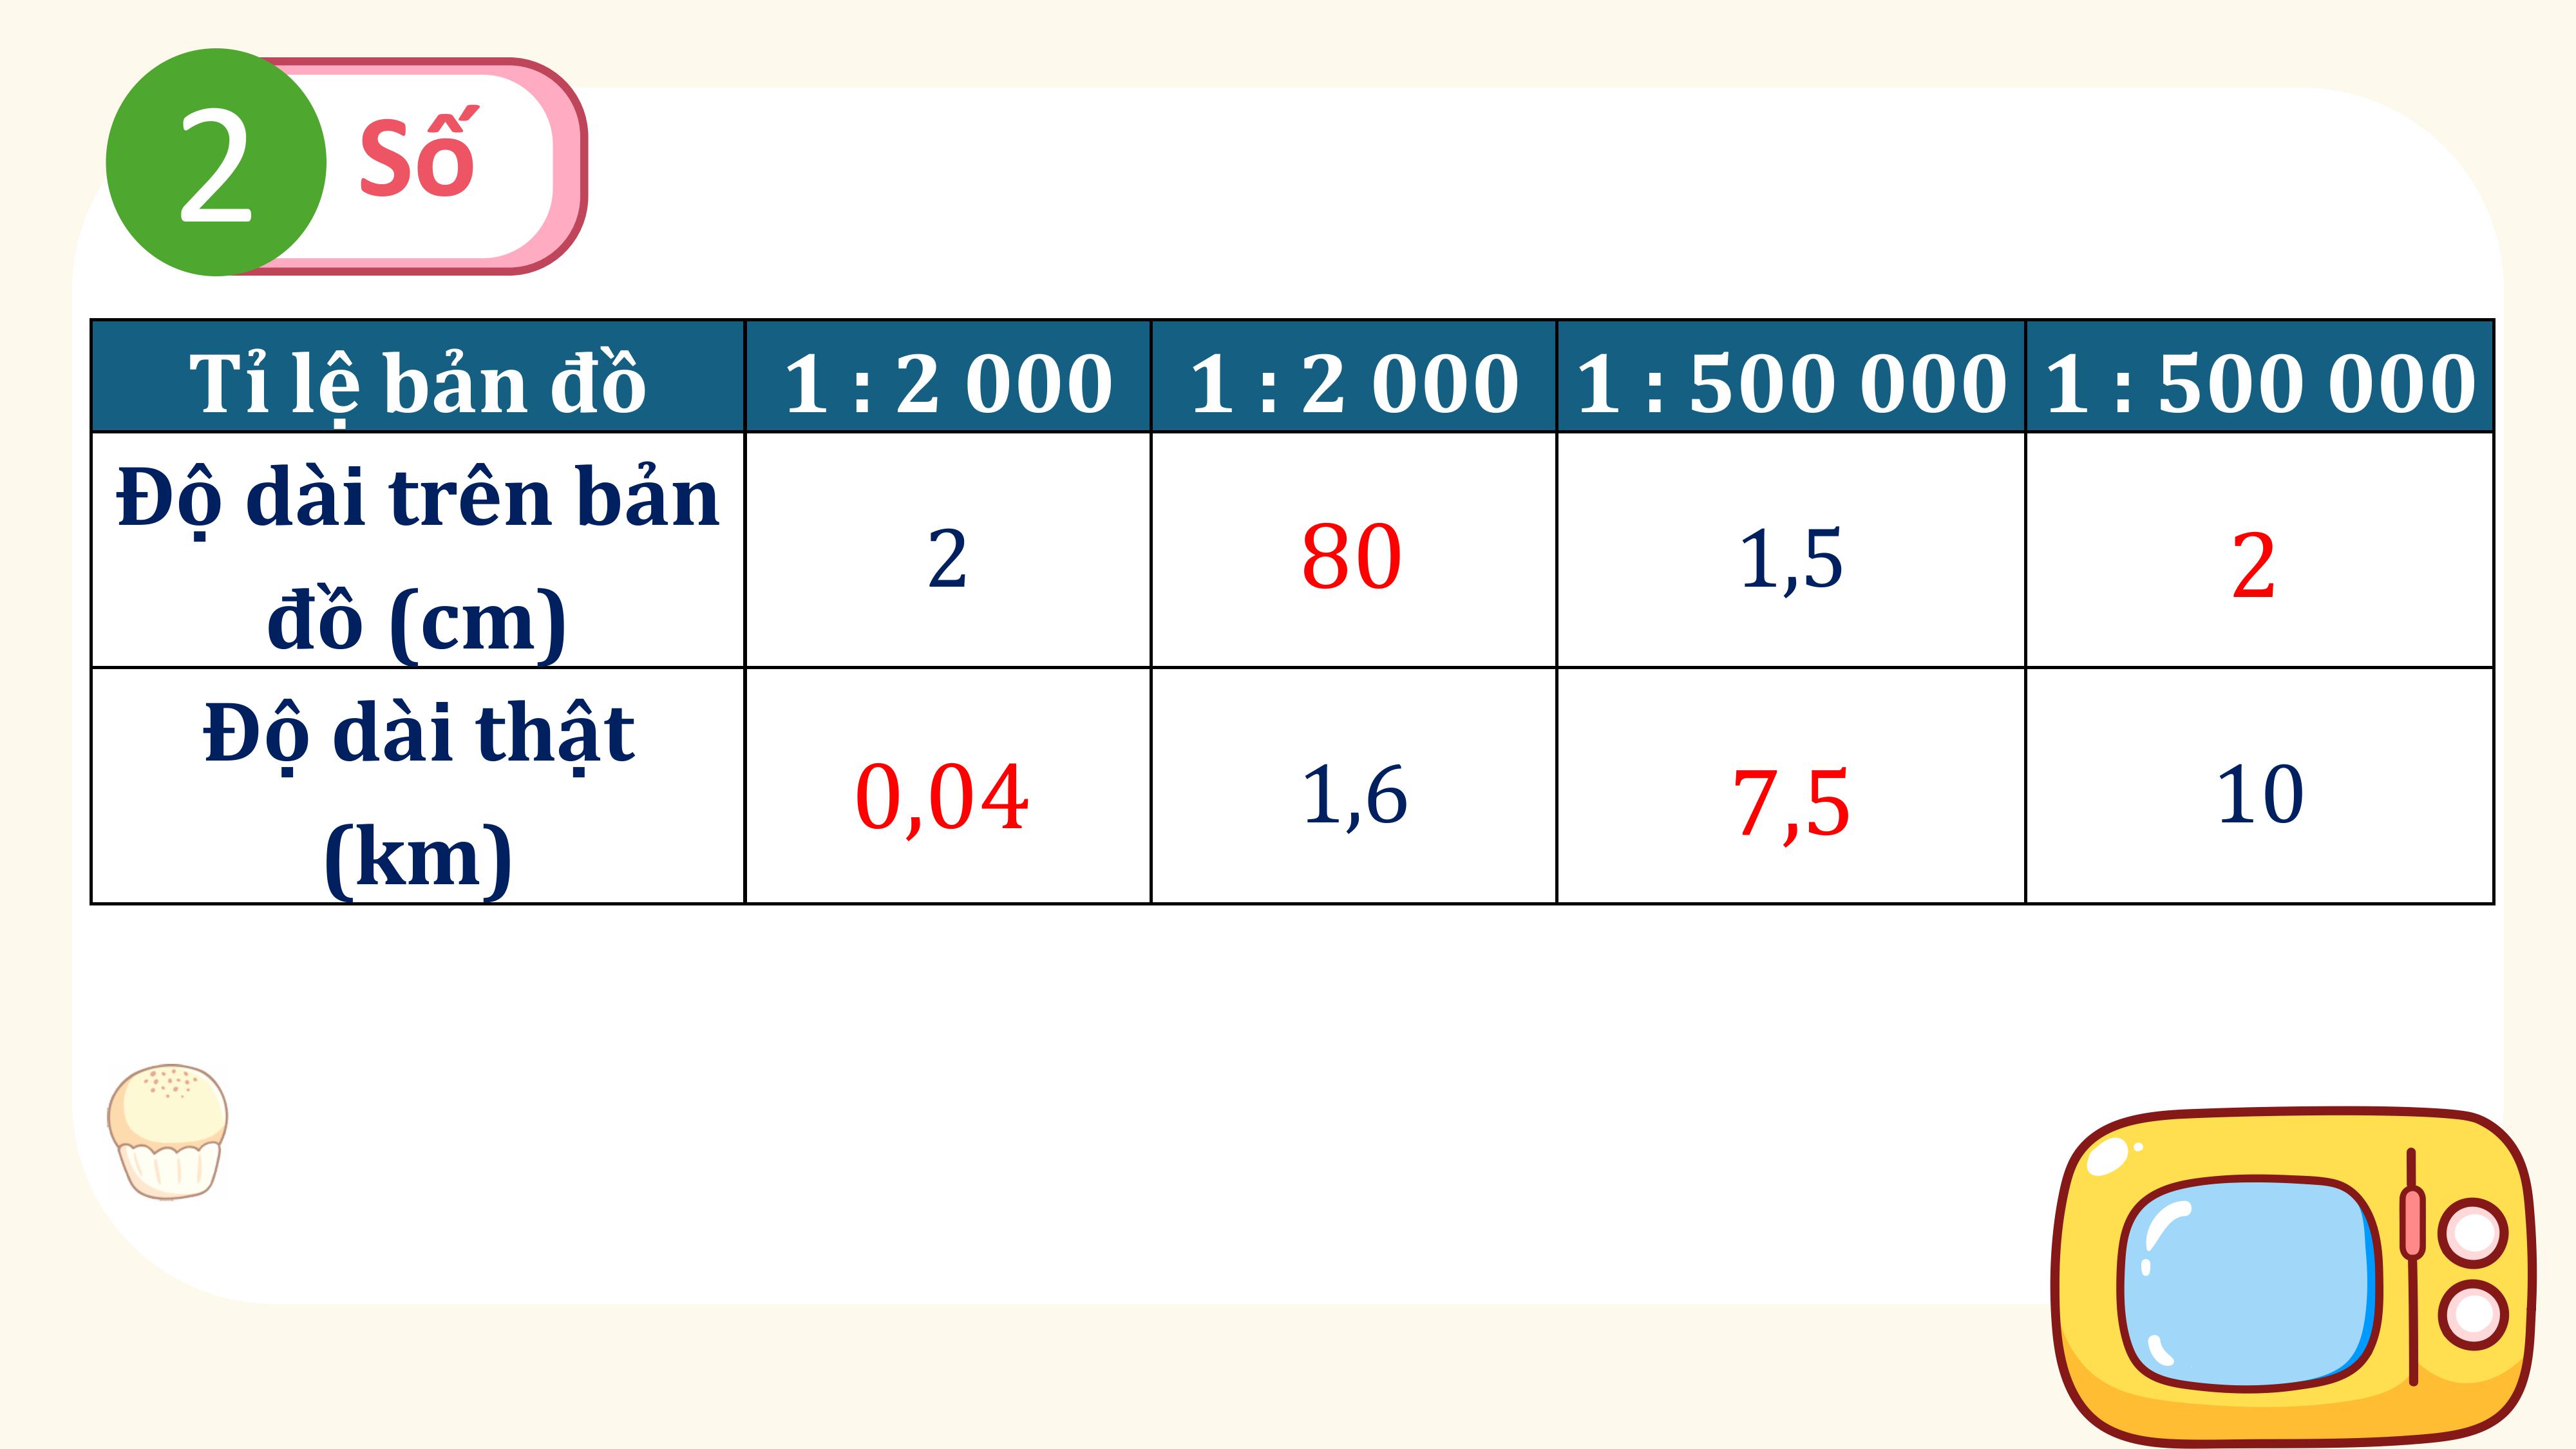 2 Số
Tỉ lệ bản đồ 1 : 2 000 1 : 2 000 1 : 500 000 1 : 500 000
Độ dài trên bản
đồ (cm) 2 80 1,5 2
Độ dài thật
(km) 0,04 1,6 7,5 10